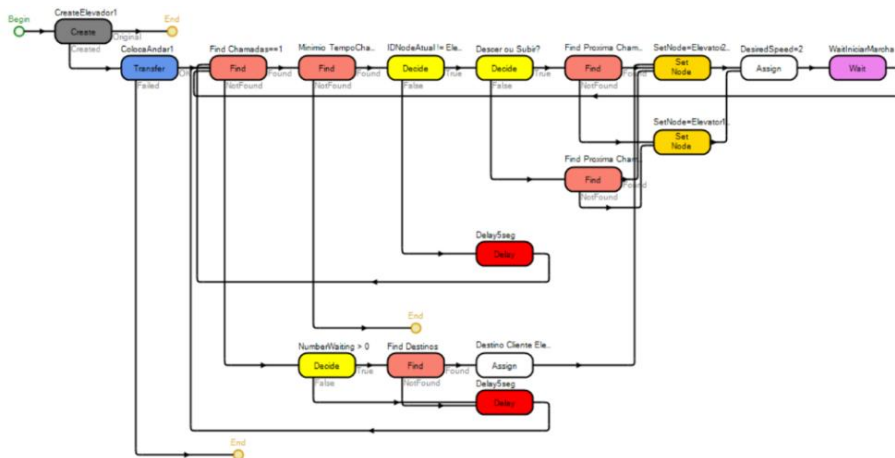 Begin
CreateElevador1
End
Create
Original
Created
ColocaAndar1
Find Chamadas==1
Minimio TempoCha...
IDNodeAtual != Ele...
Descer ou Subir?
Find Proxima Cham...
SetNode=Elevator2...
DesiredSpeed=2
WaitIniciarMarcha
Transfer
Find
Find
Decide
Decide
Find
Set
Node
Assign
Wait
Failed
NotFound
Found
NotFound
Found
False
True
False
True
NotFound
Found
SetNode=Elevator1...
Set
Node
Find Proxima Cham...
Find
Found
NotFound
Delay5seg
Delay
End
NumberWaiting > 0
Find Destinos
Destino Cliente Ele...
Decide
Find
Assign
False
True
NotFound
Found
Delay5seg
Delay
End